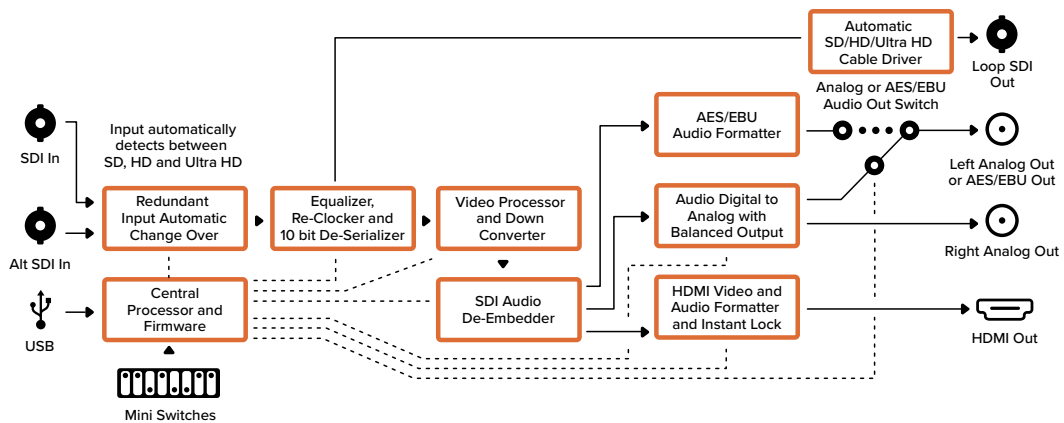 Automatic
SD/HD/Ultra HD
Cable Driver
Loop SDI
Out
Analog or AES/EBU
Audio Out Switch
SDI In
Input automatically
detects between
SD, HD and Ultra HD
AES/EBU
Audio Formatter
Left Analog Out
or AES/EBU Out
Redundant
Input Automatic
Change Over
Equalizer,
Re-Clocker and
10 bit De-Serializer
Video Processor
and Down
Converter
Audio Digital to
Analog with
Balanced Output
Right Analog Out
Alt SDI In
Central
Processor and
Firmware
SDI Audio
De-Embedder
HDMI Video and
Audio Formatter
and Instant Lock
HDMI Out
USB
Mini Switches